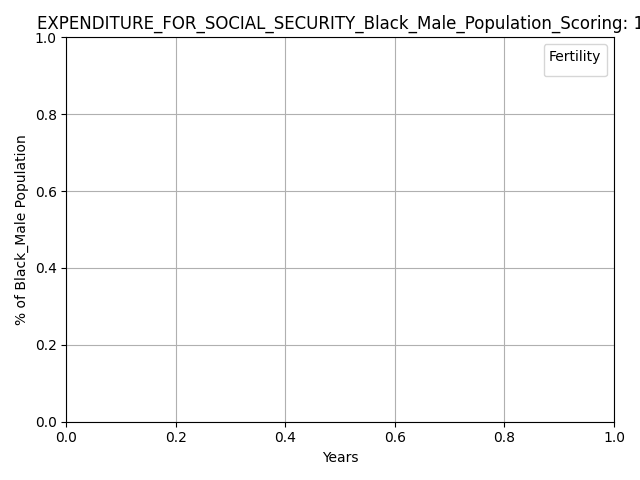 EXPENDITURE_FOR_SOCIAL_SECURITY_Black_Male_Population_Scoring: 1
Fertility
1.0
0.8
0.6
0.4
0.2
0.0
% of Black_Male Population
0.0 0.2 0.4 0.6 0.8 1.0
Years